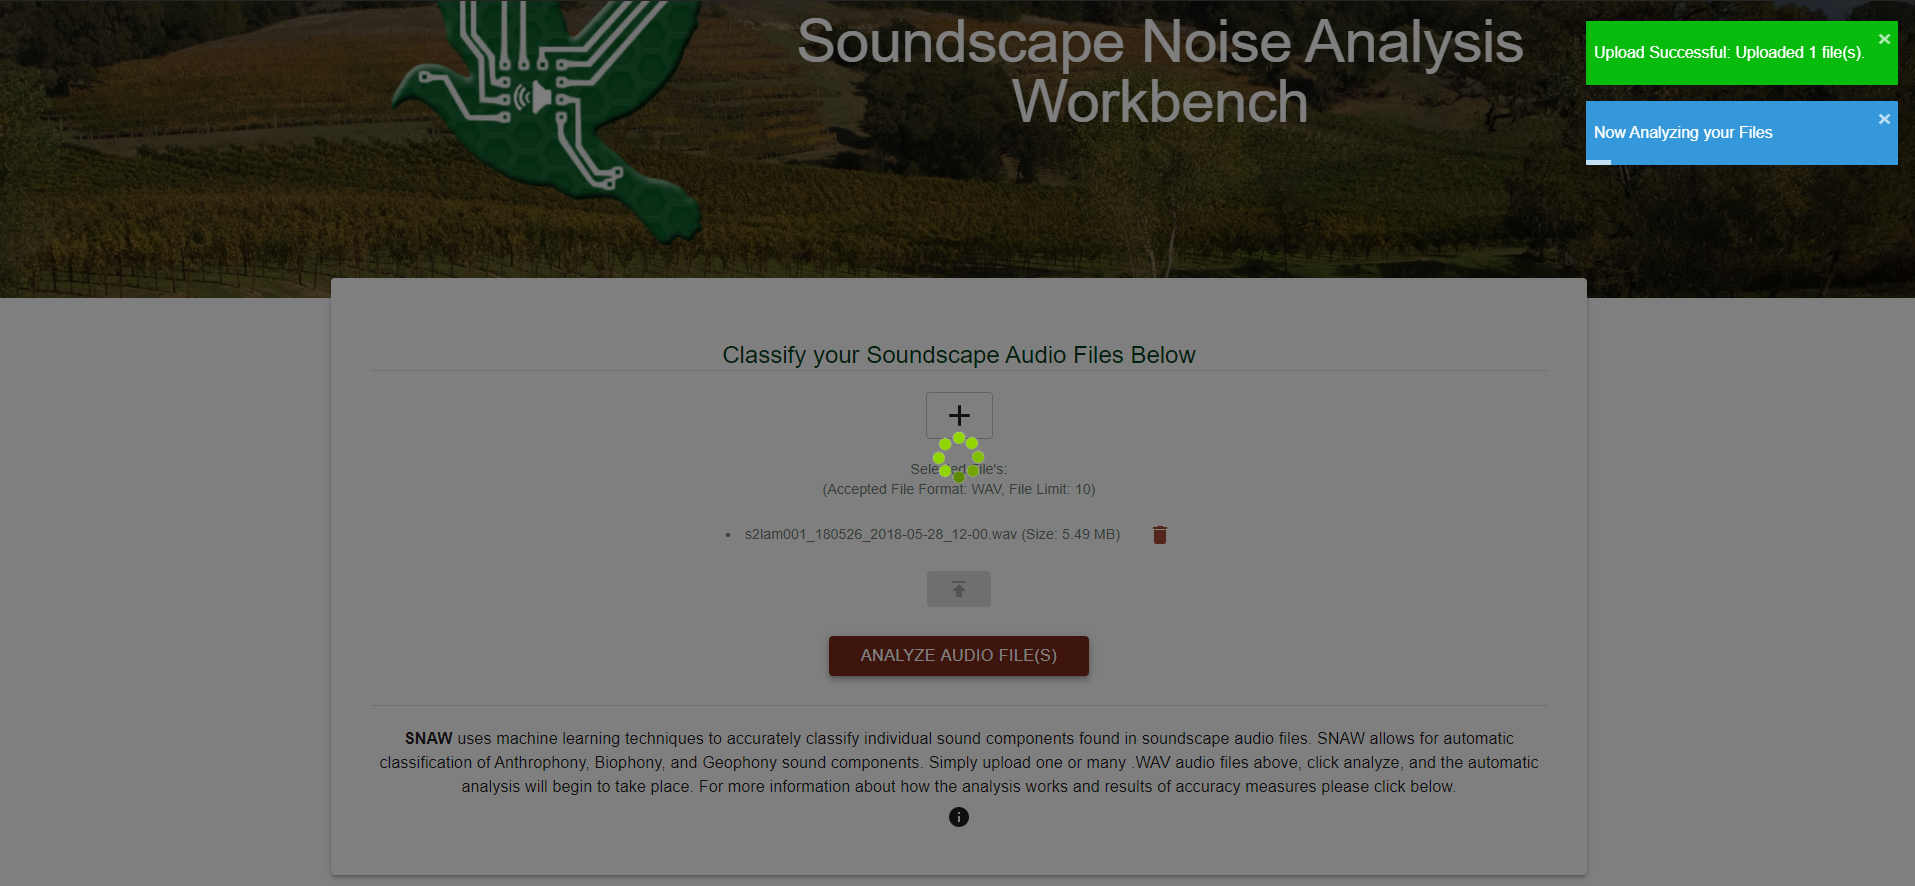 Soundscape Noise Analysis
Workbench
Upload Successful: Uploaded 1 file(s).
Now Analyzing your Files
Classify your Soundscape Audio Files Below
Selected File's:
(Accepted File Format: WAV, File Limit: 10)
s2lam001_180526_2018-05-28_12-00.wav (Size: 5.49 MB)
ANALYZE AUDIO FILE(S)
SNAW uses machine learning techniques to accurately classify individual sound components found in soundscape audio files. SNAW allows for automatic
classification of Anthrophony, Biophony, and Geophony sound components. Simply upload one or many .WAV audio files above, click analyze, and the automatic
analysis will begin to take place. For more information about how the analysis works and results of accuracy measures please click below.